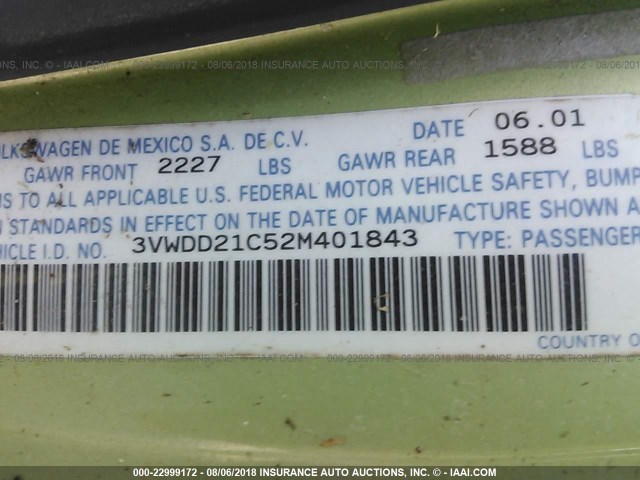 000-22999172 - 08/06/2018 INSURANCE AUTO AUCTIONS, INC. © - IAAI.COM
DE MEXICO S.A. DE C.V. DATE 06.01
GAWR FRONT 2227 LBS GAWR REAR 1588 LBS
TO ALL APPLICABLE U.S. FEDERAL MOTOR VEHICLE SAFETY,
STANDARDS IN EFFECT ON THE DATE OF MANUFACTURE SHOWN
I.D. NO. 3VWDD21C52M401843 TYPE: PASSENGER
COUNTRY
000-22999172 - 08/06/2018 INSURANCE AUTO AUCTIONS, INC. © - IAAI.COM
000-22999172 - 08/06/2018 INSURANCE AUTO AUCTIONS, INC. © - IAAI.COM